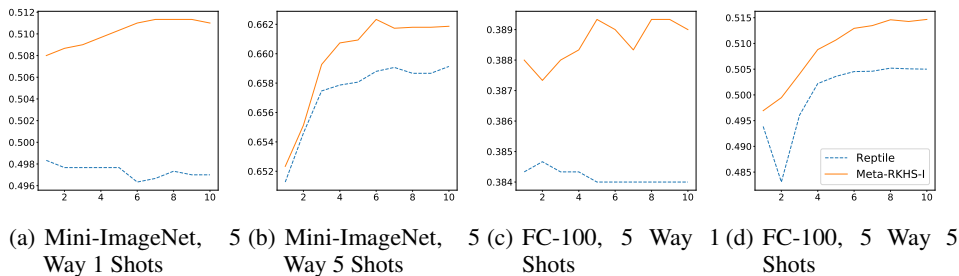 0.512
0.510
0.508
0.506
0.504
0.502
0.500
0.498
0.496
2 4 6 8 10
0.662
0.660
0.658
0.656
0.654
0.652
2 4 6 8 10
0.389
0.388
0.387
0.386
0.385
0.384
2 4 6 8 10
0.515
0.510
0.505
0.500
0.495
0.490
0.485
2 4 6 8 10
Reptile
Meta-RKHS-I
(a) Mini-ImageNet, 5
Way 1 Shots
(b) Mini-ImageNet, 5
Way 5 Shots
(c) FC-100, 5 Way 1
Shots
(d) FC-100, 5 Way 5
Shots